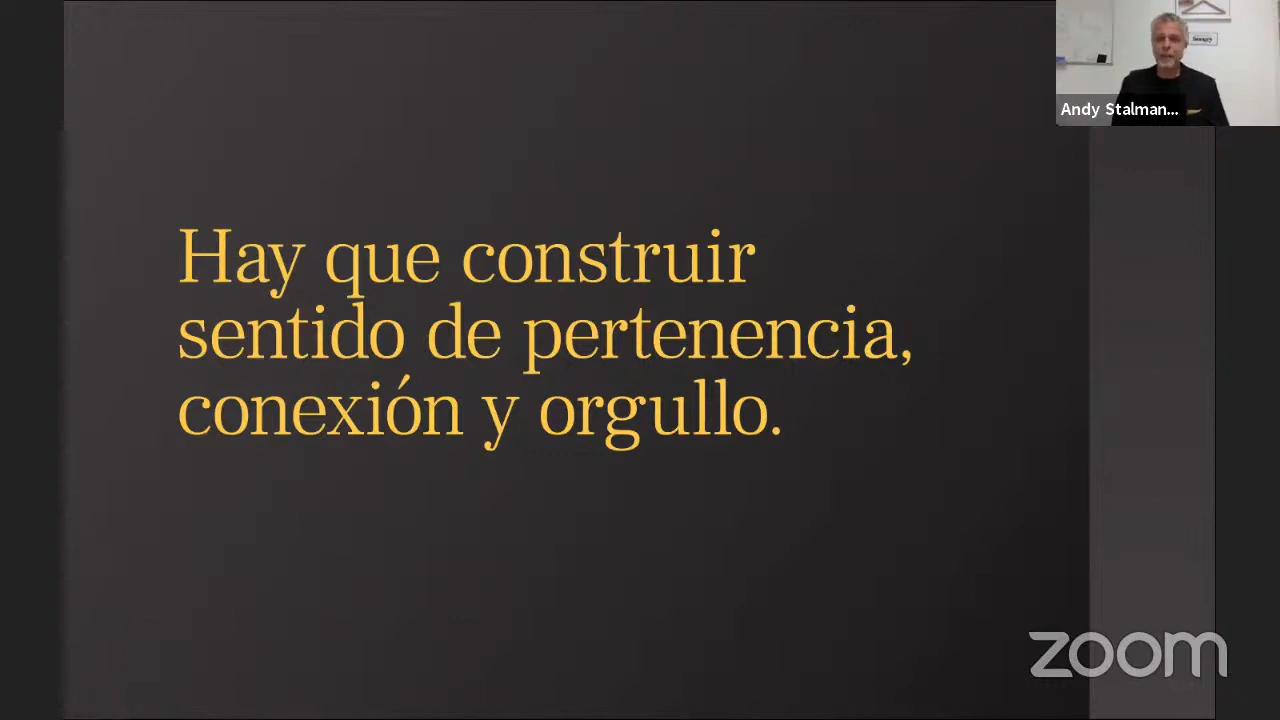 Andy Stalman...
Hay que construir
sentido de pertenencia,
conexión y orgullo.
zoom